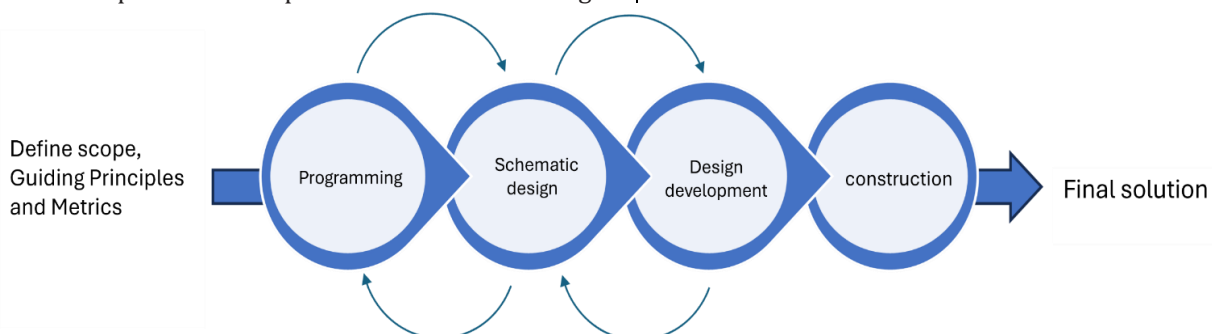 Define scope,
Guiding Principles
and Metrics
Programming
Schematic
design
Design
development
construction
Final solution